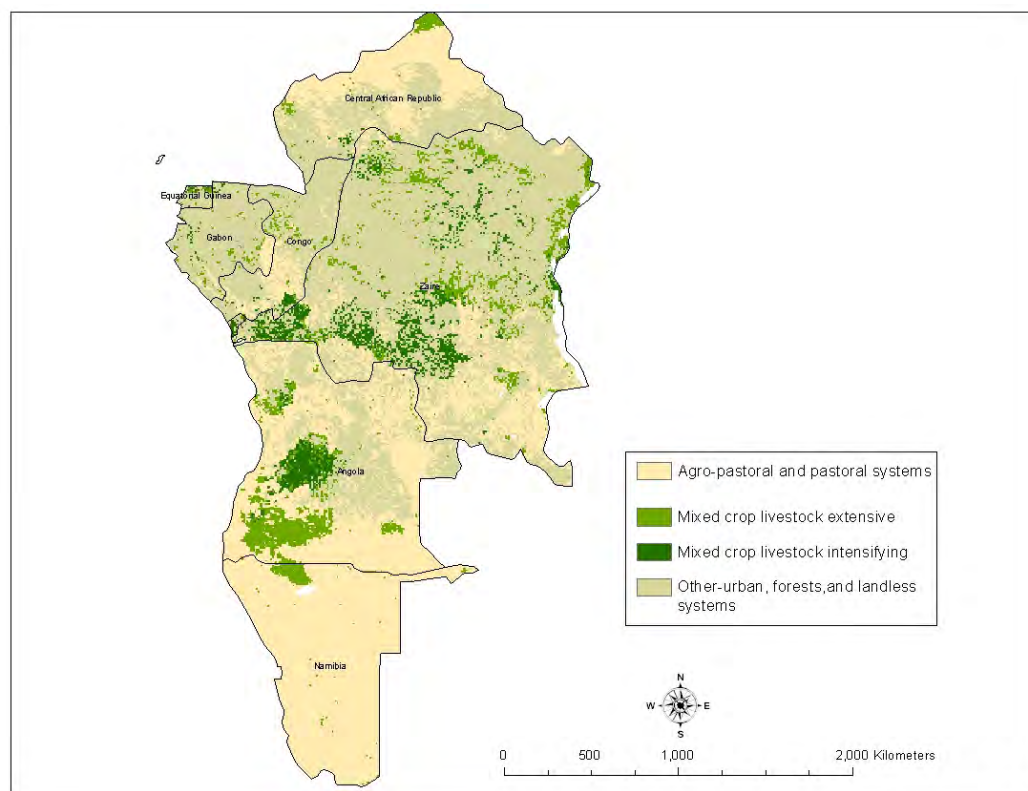 Central African Republic
Equatorial Guinea
Gabon
Congo
Zaire
Angola
Namibia
Agro-pastoral and pastoral systems
Mixed crop livestock extensive
Mixed crop livestock intensifying
Other-urban, forests,and landless
systems
N
W E
S
0 500 1,000 2,000 Kilometers